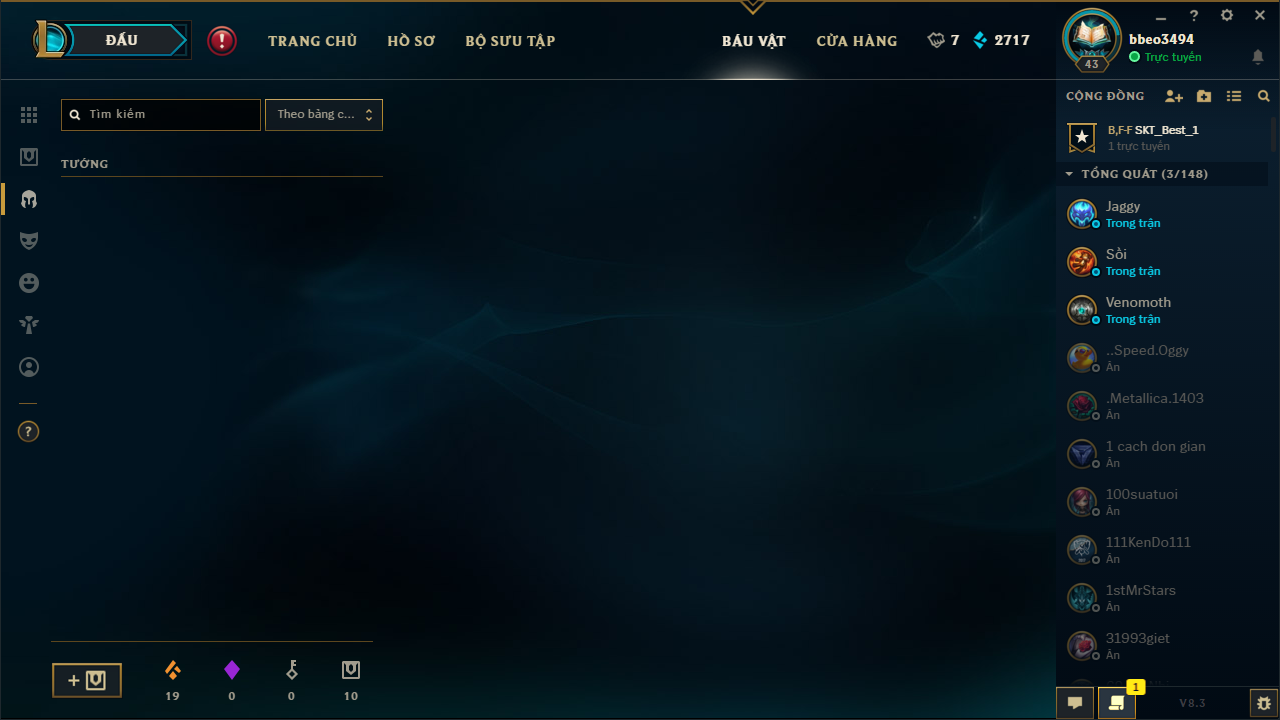 ĐẤU
TRANG CHỦ
HỒ SƠ
BỘ SƯU TẬP
BÁU VẬT
CỬA HÀNG
7
2717
?
43
bbeo3494
Trực tuyến
Tìm kiếm
Theo bảng c...
TƯỚNG
?
19
0
0
10
CỘNG ĐỒNG
B,F-F SKT_Best_1
1 trực tuyến
TỔNG QUÁT (3/148)
Jaggy
Trong trận
Sồi
Trong trận
Venomoth
Trong trận
..Speed.Oggy
Ẩn
.Metallica.1403
Ẩn
1 cach don gian
Ẩn
100suatuoi
Ẩn
111KenDo111
Ẩn
1stMrStars
Ẩn
31993giet
Ẩn
1
V8.3